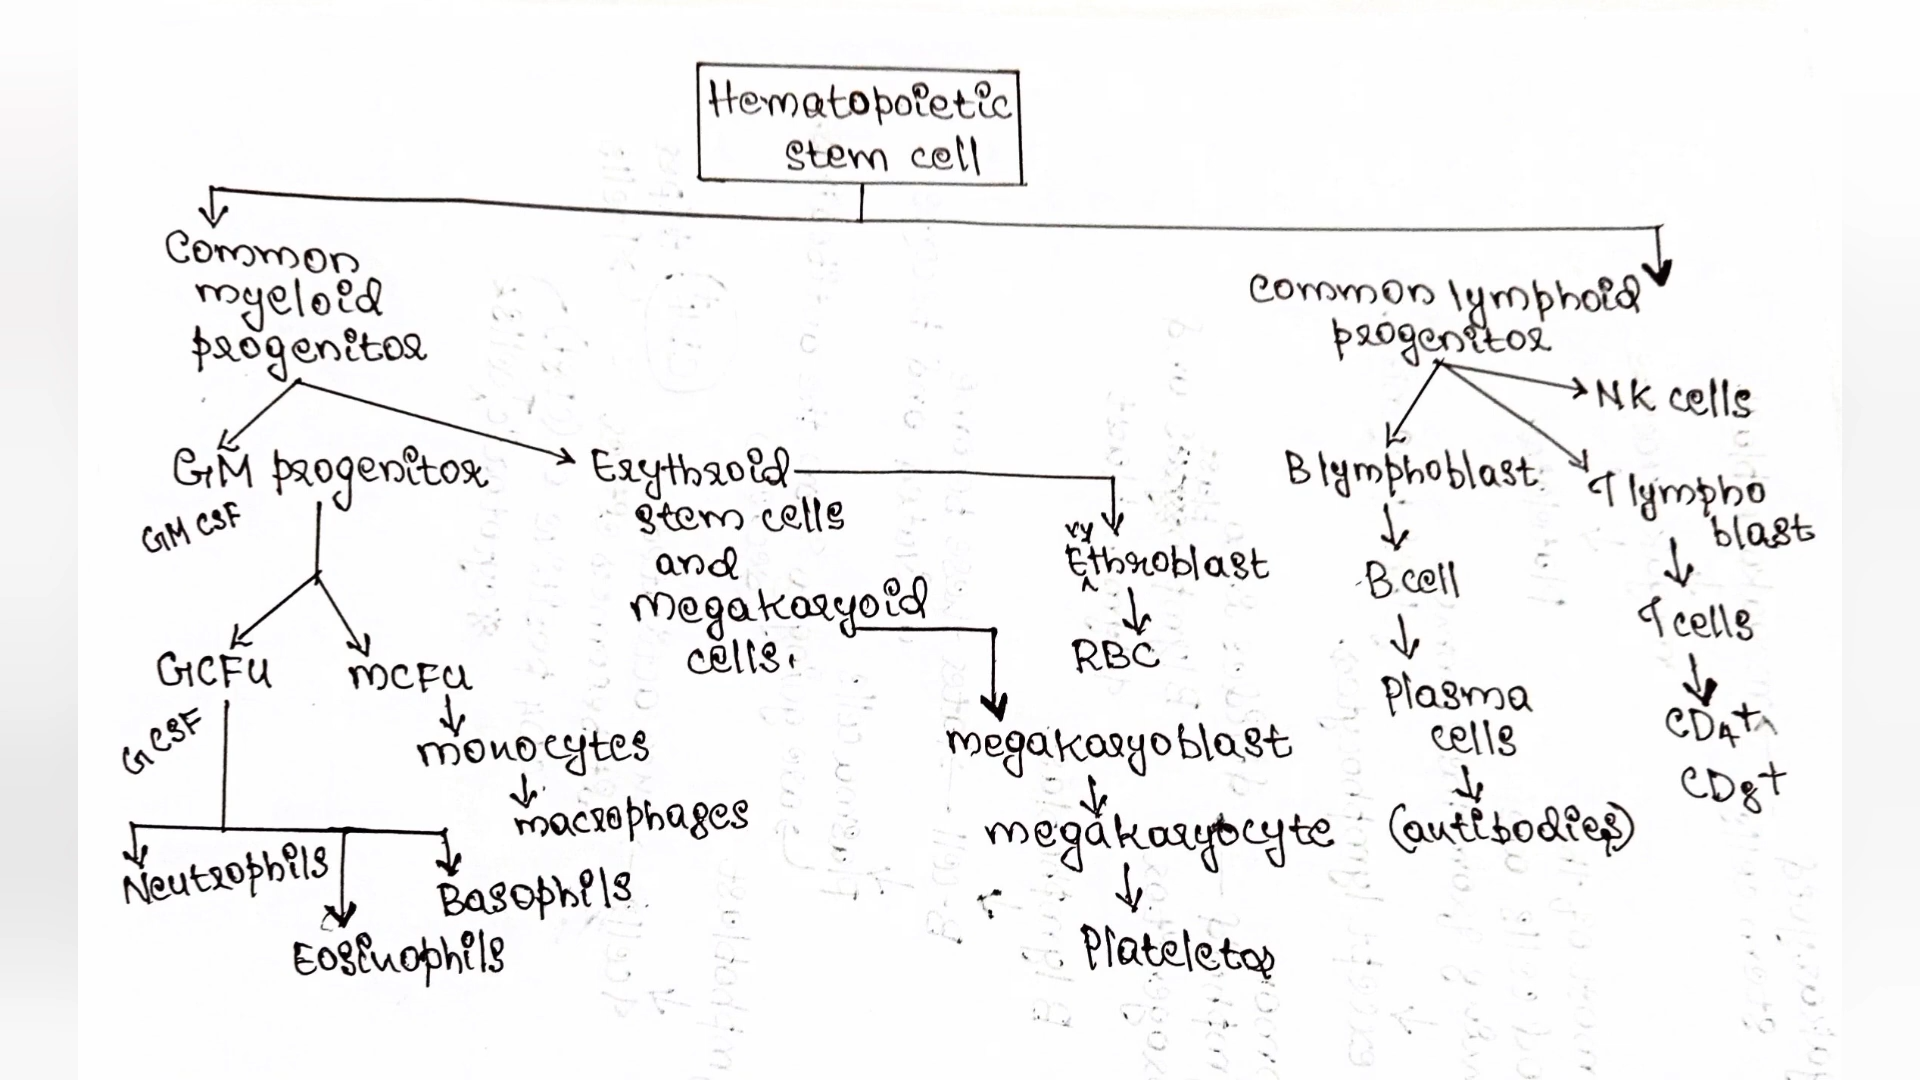 Hematopoietic
stem cell
Common
myeloid
progenitor
Common lymphoid
progenitor
NK cells
GM progenitor
GM CSF
Erythroid
stem cells
and
megakaryoid
cells.
ry
Ethroblast
RBC
B lymphoblast
B cell
Plasma
cells
(antibodies)
T lympho
blast
T cells
CD4+
CD8+
GCFU
MCFU
GCSF
monocytes
macrophages
Neutrophils
Eosinophils
Basophils
megakaryoblast
megakaryocyte
Platelets